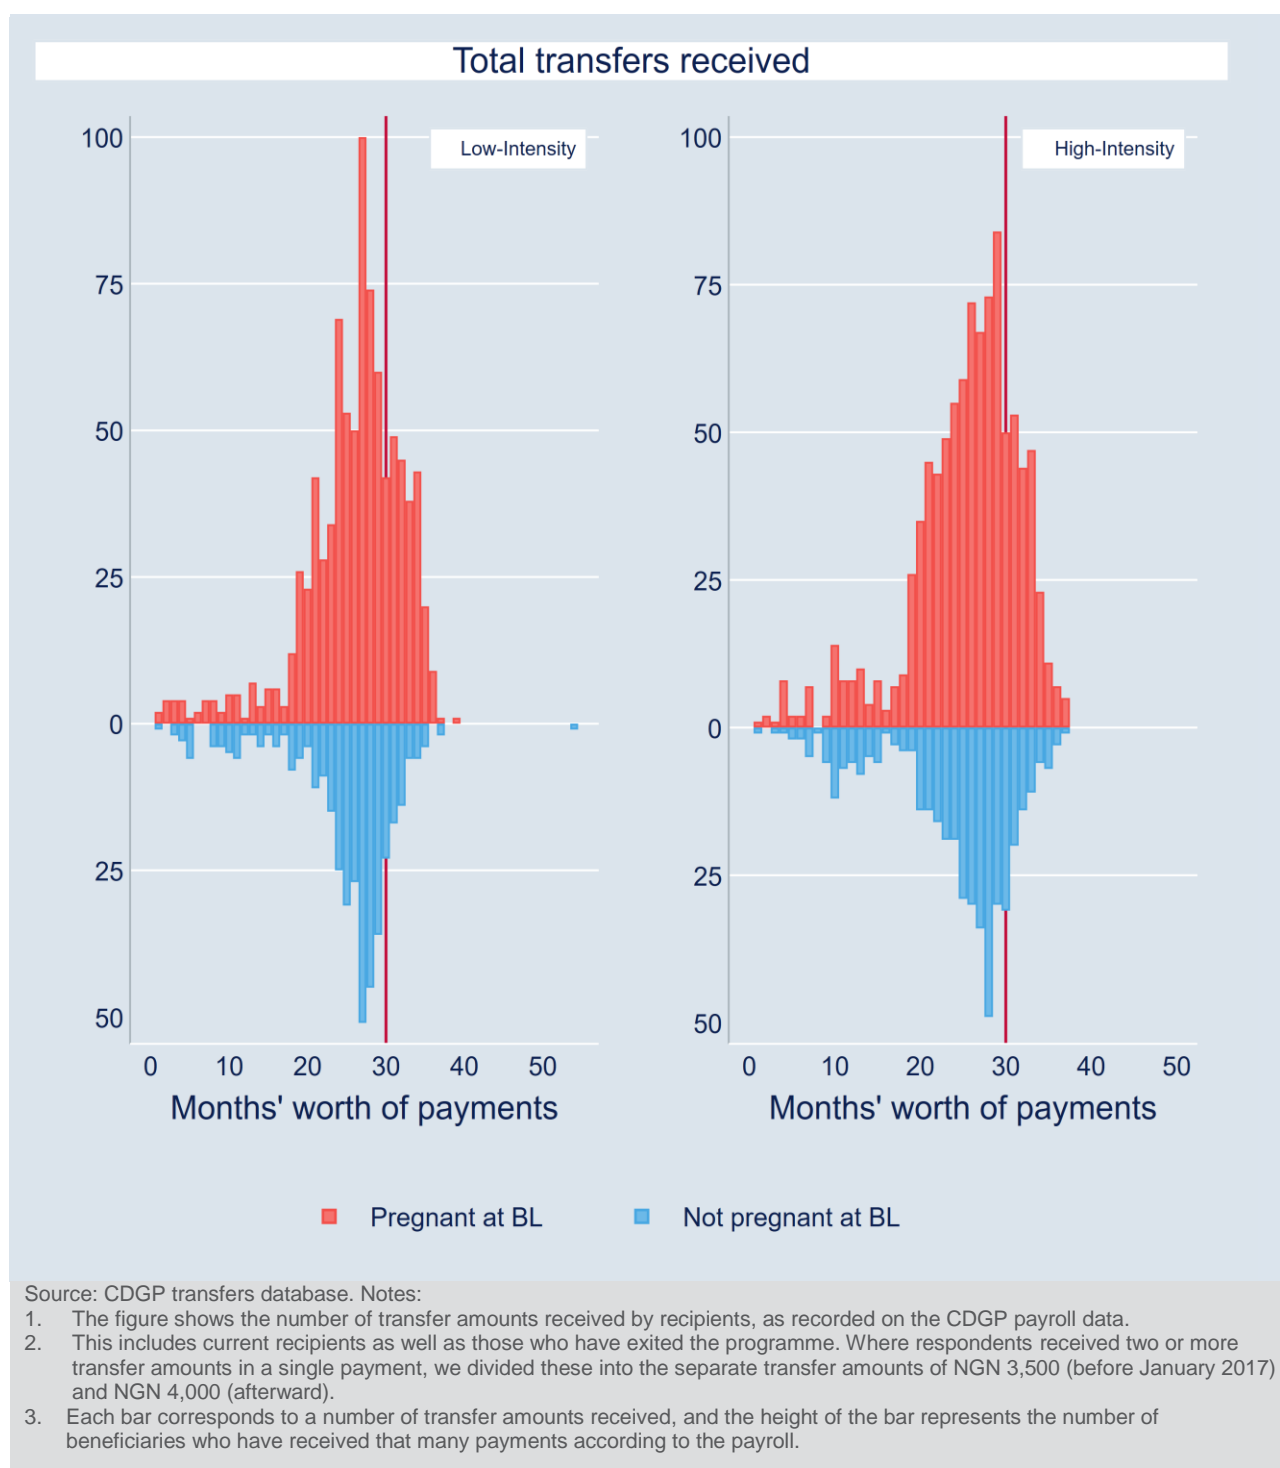 Total transfers received
Low-Intensity
100
75
50
25
0
25
50
0 10 20 30 40 50
Months' worth of payments
High-Intensity
100
75
50
25
0
25
50
0 10 20 30 40 50
Months' worth of payments
Pregnant at BL
Not pregnant at BL
Source: CDGP transfers database. Notes:
1. The figure shows the number of transfer amounts received by recipients, as recorded on the CDGP payroll data.
2. This includes current recipients as well as those who have exited the programme. Where respondents received two or more
transfer amounts in a single payment, we divided these into the separate transfer amounts of NGN 3,500 (before January 2017)
and NGN 4,000 (afterward).
3. Each bar corresponds to a number of transfer amounts received, and the height of the bar represents the number of
beneficiaries who have received that many payments according to the payroll.